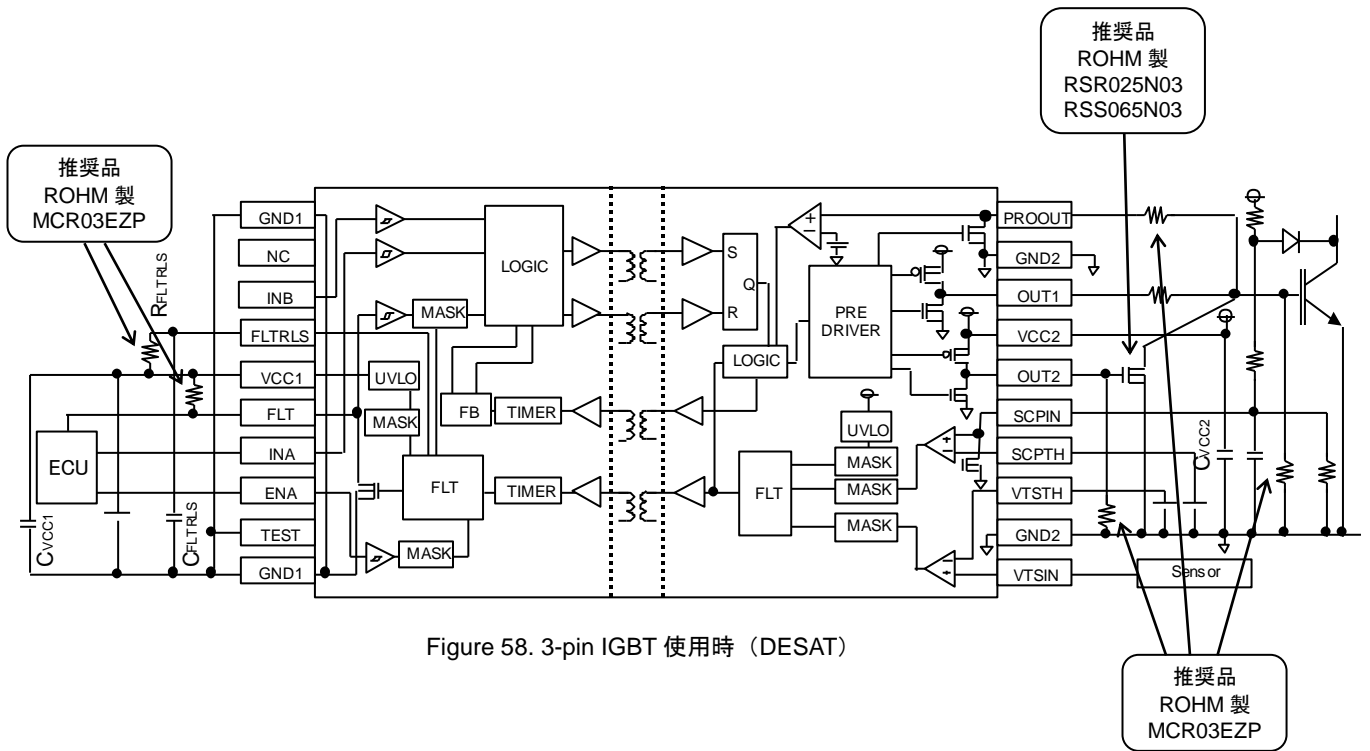 推奨品
ROHM 製
RSR025N03
RSS065N03
推奨品
ROHM 製
MCR03EZP
GND1
NC
INB
FLTRLS
VCC1
FLT
INA
ENA
TEST
GND1
RFLTRLS
ECU
CVCC1
CFLTRLS
LOGIC
MASK
UVLO
MASK
FB
TIMER
FLT
TIMER
MASK
S
Q
R
LOGIC
PRE
DRIVER
UVLO
MASK
FLT
MASK
MASK
PROOUT
GND2
OUT1
VCC2
OUT2
SCPIN
SCPTH
VTSTH
GND2
VTSIN
CVCC2
Sensor
Figure 58. 3-pin IGBT 使用時（DESAT）
推奨品
ROHM 製
MCR03EZP